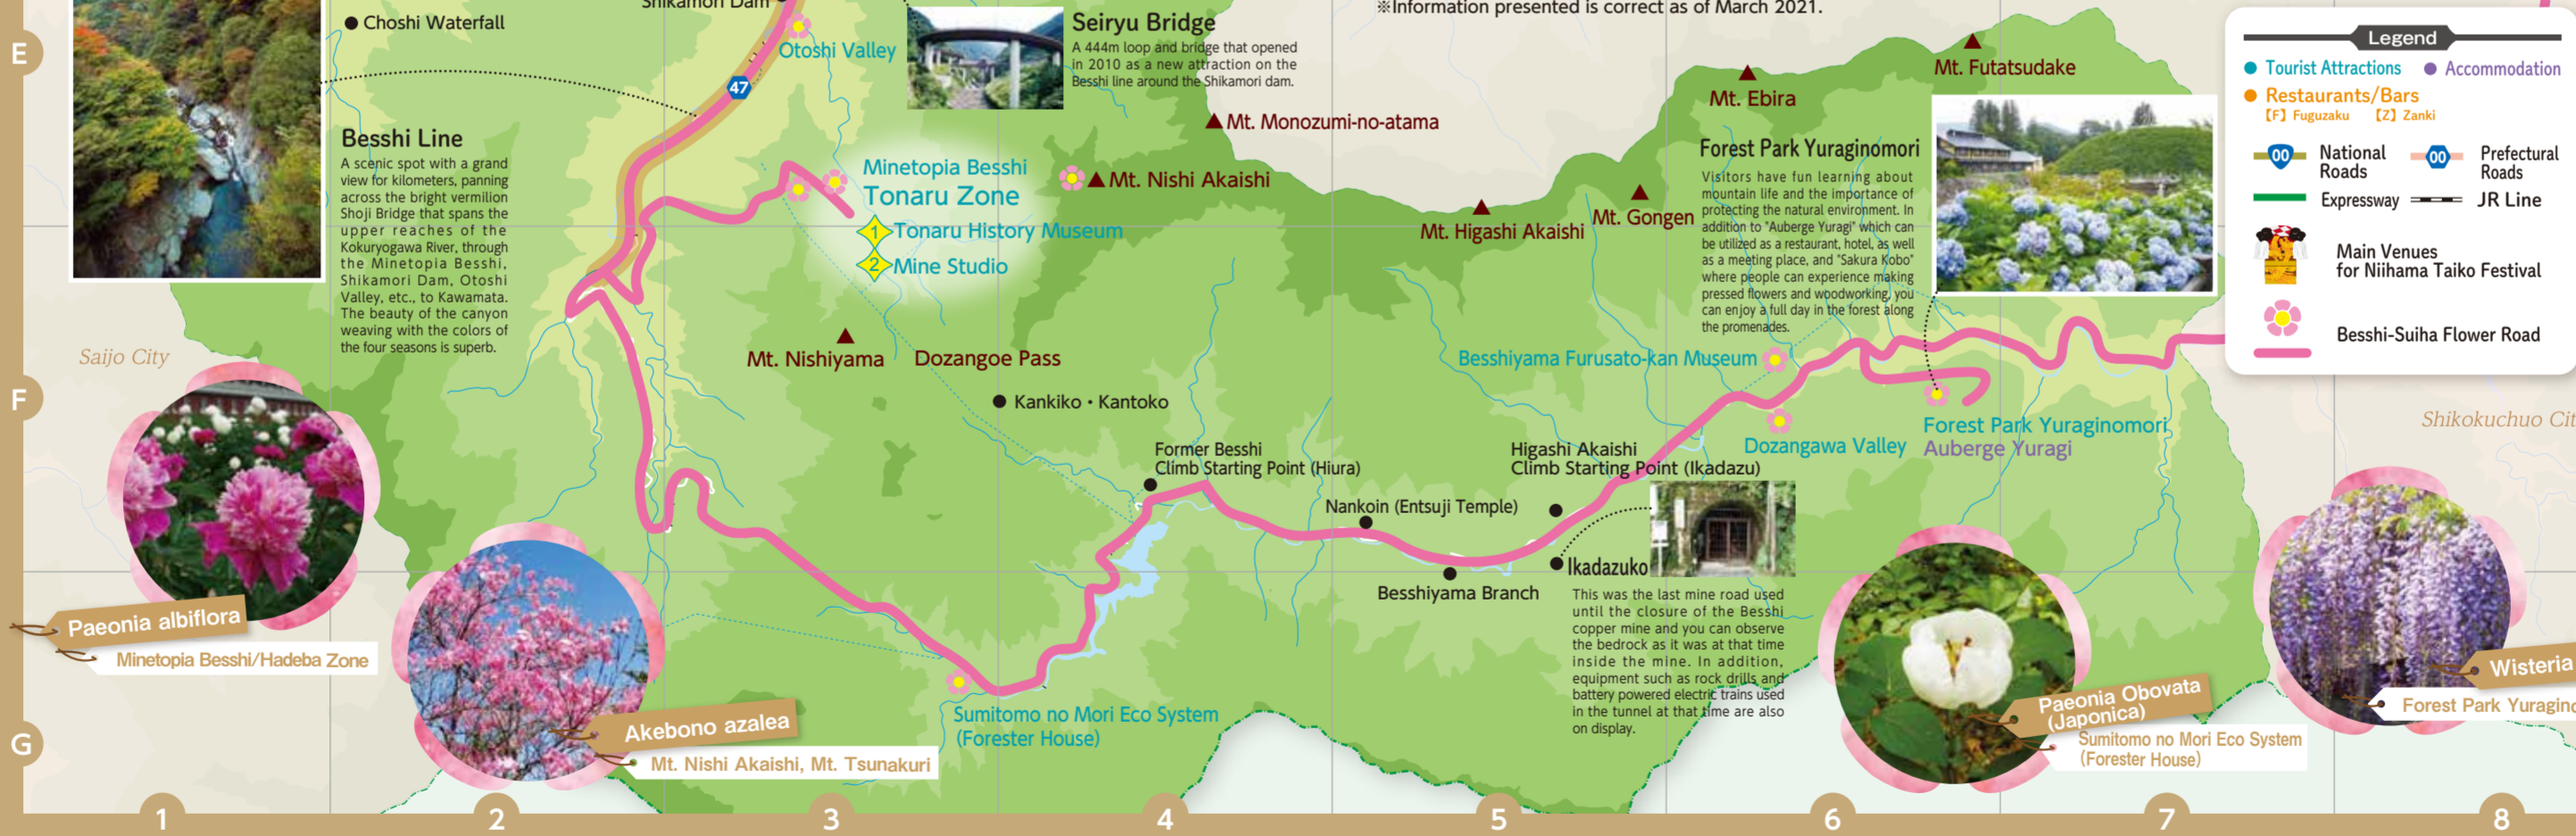 Shikamori Dam
※Information presented is correct as of March 2021.
E
Choshi Waterfall
Otoshi Valley
47
Seiryu Bridge
A 444m loop and bridge that opened
in 2010 as a new attraction on the
Besshi line around the Shikamori dam.
Besshi Line
A scenic spot with a grand
view for kilometers, panning
across the bright vermilion
Shoji Bridge that spans the
upper reaches of the
Kokuryogawa River, through
the Minetopia Besshi,
Shikamori Dam, Otoshi
Valley, etc., to Kawamata.
The beauty of the canyon
weaving with the colors of
the four seasons is superb.
Minetopia Besshi
Tonaru Zone
1 Tonaru History Museum
2 Mine Studio
Mt. Monozumi-no-atama
Mt. Nishi Akaishi
Mt. Ebira
Mt. Futatsudake
Mt. Higashi Akaishi
Mt. Gongen
Forest Park Yuraginomori
Visitors have fun learning about
mountain life and the importance of
protecting the natural environment. In
addition to "Auberge Yuragi" which can
be utilized as a restaurant, hotel, as well
as a meeting place, and "Sakura Kobo"
where people can experience making
pressed flowers and woodworking, you
can enjoy a full day in the forest along
the promenades.
Legend
Tourist Attractions
Accommodation
Restaurants/Bars
【F】 Fuguzaku 【Z】 Zanki
00 National
Roads
00 Prefectural
Roads
Expressway
JR Line
Main Venues
for Niihama Taiko Festival
Besshi-Suiha Flower Road
Saijo City
Mt. Nishiyama
Dozangoe Pass
Besshiyama Furusato-kan Museum
F
Kankiko・Kantoko
Shikokuchuo Cit
Forest Park Yuraginomori
Auberge Yuragi
Dozangawa Valley
Former Besshi
Climb Starting Point (Hiura)
Higashi Akaishi
Climb Starting Point (Ikadazu)
Nankoin (Entsuji Temple)
Besshiyama Branch
Ikadazuko
This was the last mine road used
until the closure of the Besshi
copper mine and you can observe
the bedrock as it was at that time
inside the mine. In addition,
equipment such as rock drills and
battery powered electric trains used
in the tunnel at that time are also
on display.
Paeonia albiflora
Minetopia Besshi/Hadeba Zone
Akebono azalea
Mt. Nishi Akaishi, Mt. Tsunakuri
Sumitomo no Mori Eco System
(Forester House)
Paeonia Obovata
(Japonica)
Sumitomo no Mori Eco System
(Forester House)
Wisteria
Forest Park Yuragino
G
1
2
3
4
5
6
7
8